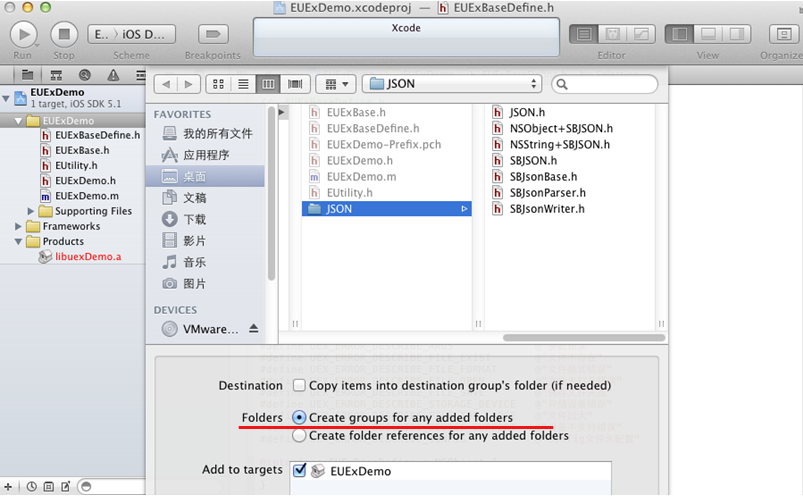 EUExDemo.xcodeproj — EUExBaseDefine.h
Run
Stop
E.. › iOS D...
Scheme
Breakpoints
Xcode
Editor
View
Organize
EUExDemo
1 target, iOS SDK 5.1
EUExDemo
EUExBaseDefine.h
EUExBase.h
EUtility.h
EUExDemo.h
EUExDemo.m
Supporting Files
Frameworks
Products
libuexDemo.a
JSON
FAVORITES
我的所有文件
应用程序
桌面
文稿
下载
影片
音乐
图片
DEVICES
VMware...
EUExBase.h
EUExBaseDefine.h
EUExDemo-Prefix.pch
EUExDemo.h
EUExDemo.m
EUtility.h
JSON
JSON.h
NSObject+SBJSON.h
NSString+SBJSON.h
SBJSON.h
SBJsonBase.h
SBJsonParser.h
SBJsonWriter.h
Destination Copy items into destination group's folder (if needed)
Folders Create groups for any added folders
Create folder references for any added folders
Add to targets EUExDemo